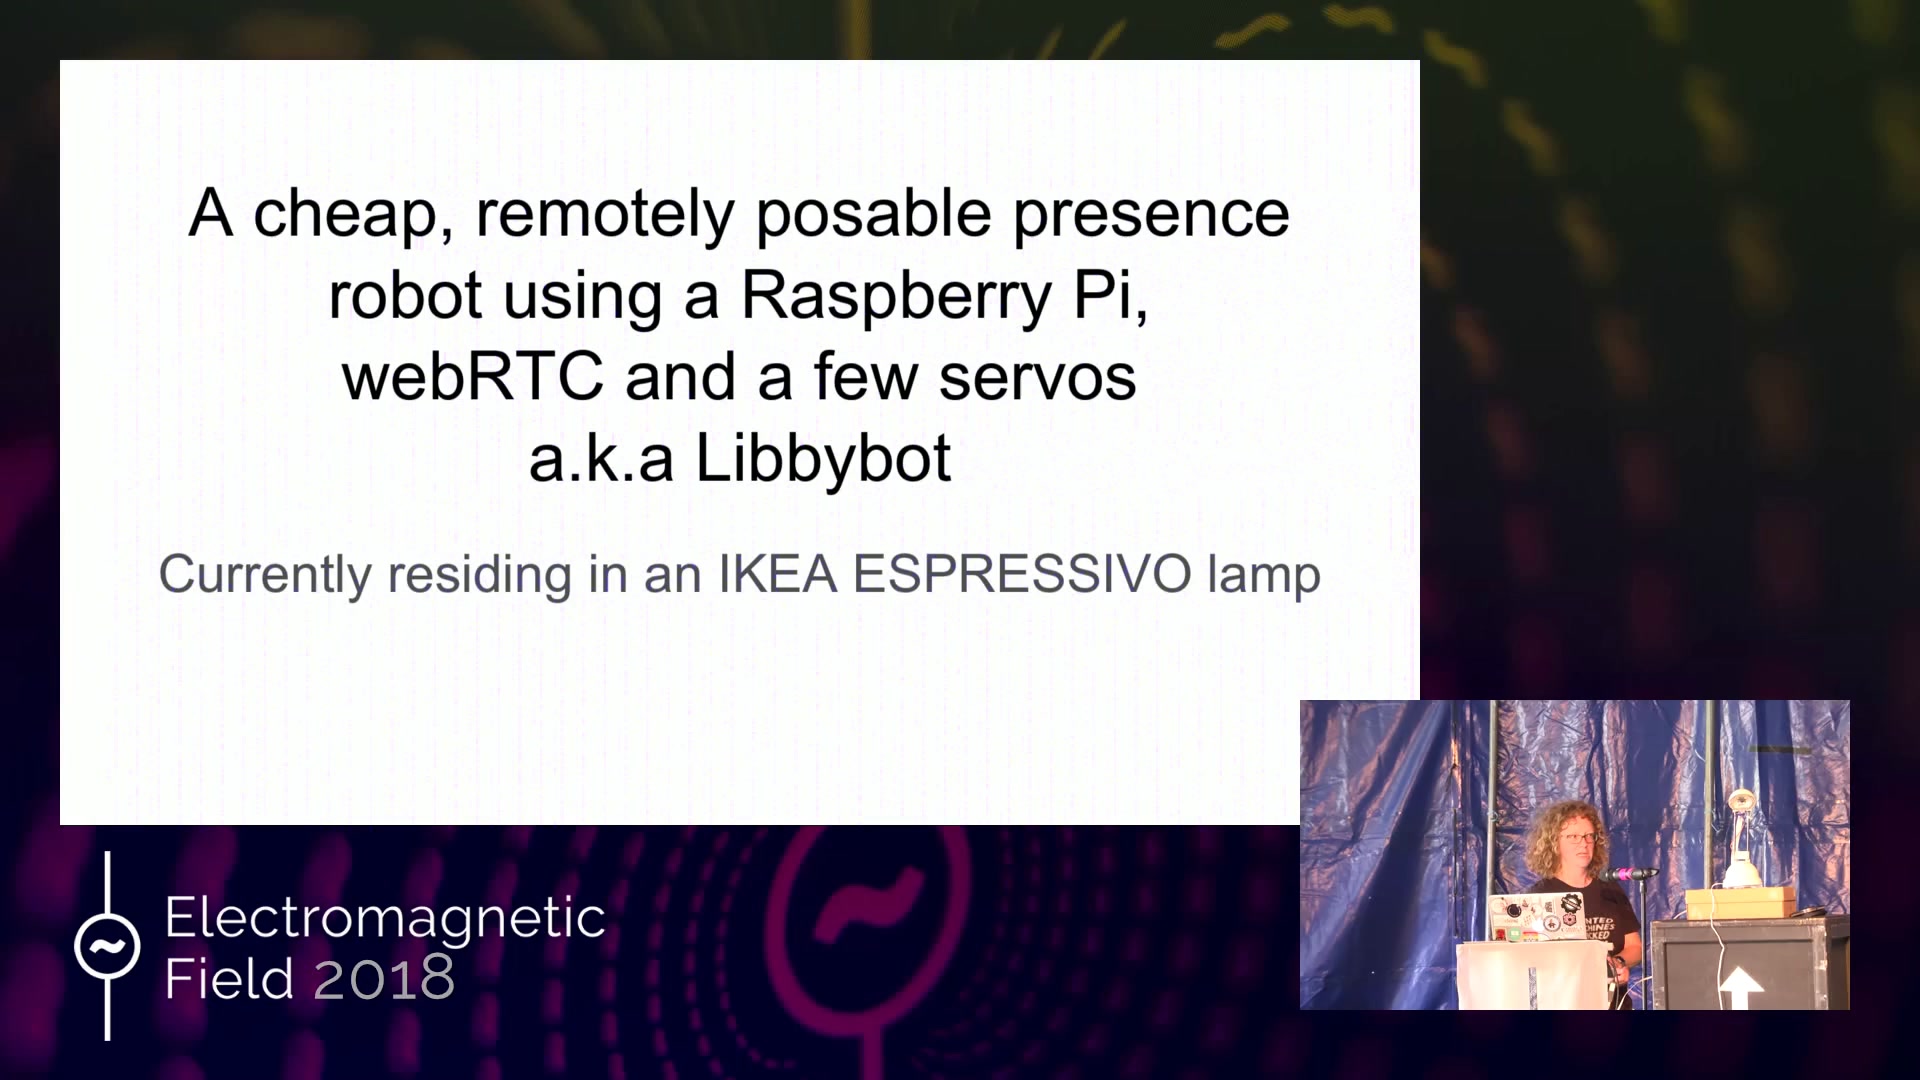 A cheap, remotely posable presence
robot using a Raspberry Pi,
webRTC and a few servos
a.k.a Libbybot
Currently residing in an IKEA ESPRESSIVO lamp
Electromagnetic
Field 2018